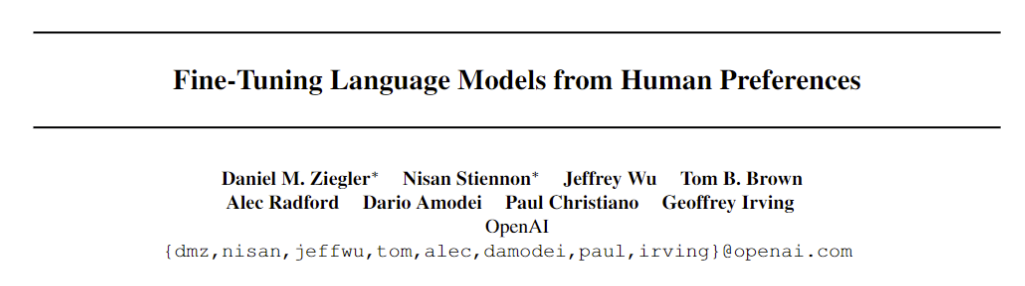 Fine-Tuning Language Models from Human Preferences
Daniel M. Ziegler* Nisan Stiennon* Jeffrey Wu Tom B. Brown
Alec Radford Dario Amodei Paul Christiano Geoffrey Irving
OpenAI
{dmz,nisan,jeffwu,tom,alec,damodei,paul,irving}@openai.com